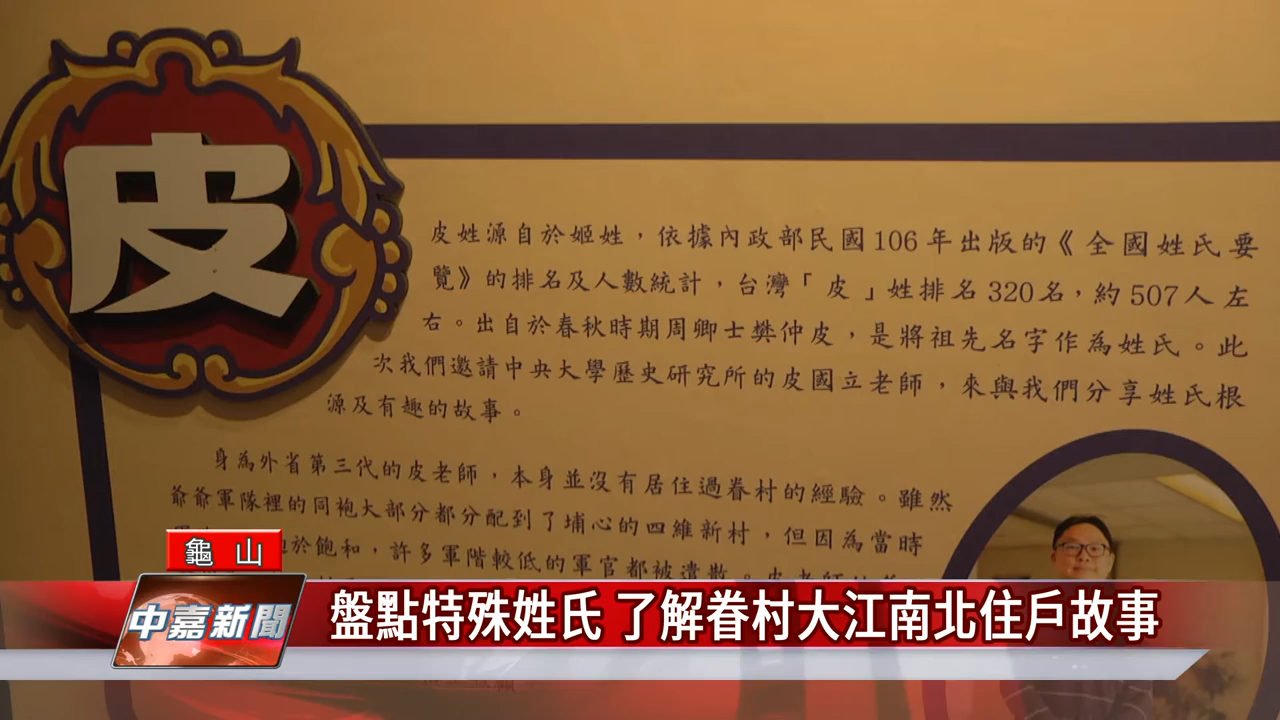 皮
皮姓源自於姬姓，依據內政部民國106年出版的《全國姓氏要
覽》的排名及人數統計，台灣「皮」姓排名320名，約507人左
右。出自於春秋時期周卿士樊仲皮，是將祖先名字作為姓氏。此
次我們邀請中央大學歷史研究所的皮國立老師，來與我們分享姓氏根
源及有趣的故事。
身為外省第三代的皮老師，本身並沒有居住過眷村的經驗。雖然
爺爺軍隊裡的同袍大部分都分配到了埔心的四維新村，但因為當時
於飽和，許多軍階較低的軍官都被遣散。皮老師的
龜山
中嘉新聞
盤點特殊姓氏 了解眷村大江南北住戶故事